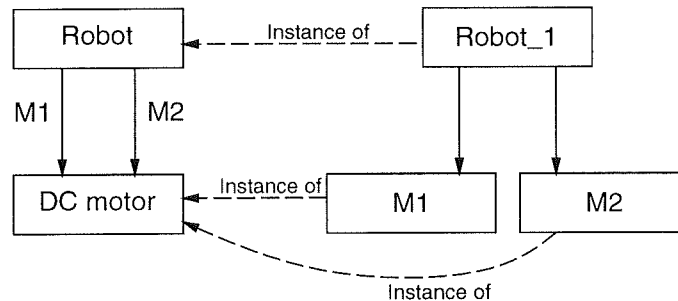 Robot
Instance of
Robot_1
M1
M2
DC motor
Instance of
M1
M2
Instance of